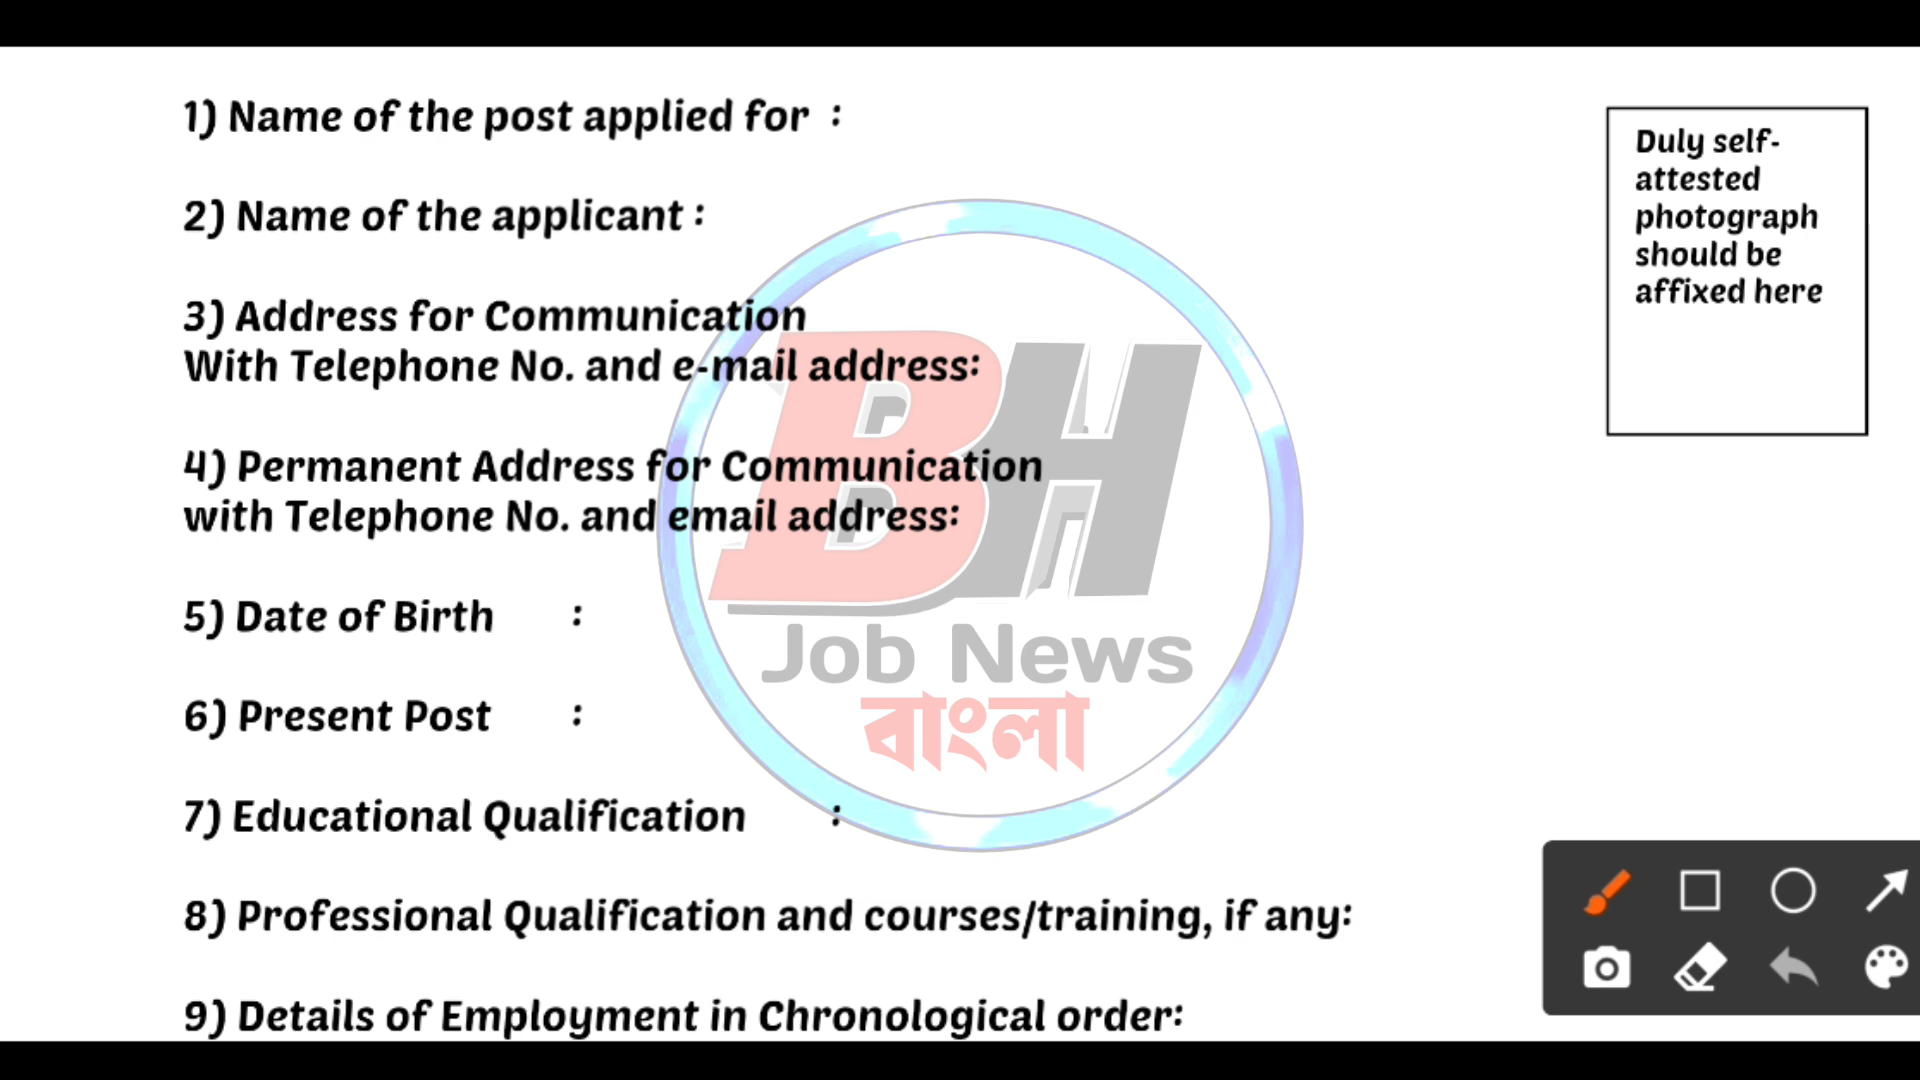 1) Name of the post applied for :
Duly self-
attested
photograph
should be
affixed here
2) Name of the applicant :
3) Address for Communication
With Telephone No. and e-mail address:
4) Permanent Address for Communication
with Telephone No. and email address:
5) Date of Birth :
6) Present Post :
7) Educational Qualification :
8) Professional Qualification and courses/training, if any:
9) Details of Employment in Chronological order:
BH
Job News
বাংলা